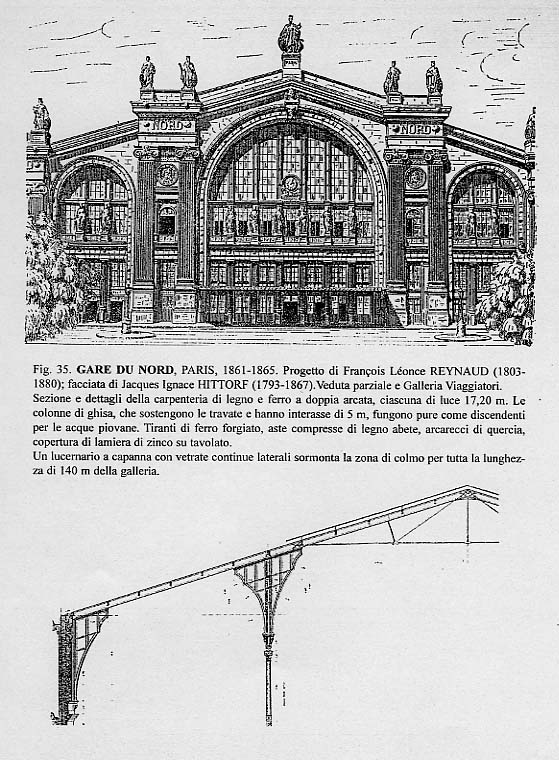 NORD
NORD
Fig. 35. GARE DU NORD, PARIS, 1861-1865. Progetto di François Léonce REYNAUD (1803-
1880); facciata di Jacques Ignace HITTORF (1793-1867).Veduta parziale e Galleria Viaggiatori.
Sezione e dettagli della carpenteria di legno e ferro a doppia arcata, ciascuna di luce 17,20 m. Le
colonne di ghisa, che sostengono le travate e hanno interasse di 5 m, fungono pure come discendenti
per le acque piovane. Tiranti di ferro forgiato, aste compresse di legno abete, arcarecci di quercia,
copertura di lamiera di zinco su tavolato.
Un lucernario a capanna con vetrate continue laterali sormonta la zona di colmo per tutta la lunghez-
za di 140 m della galleria.